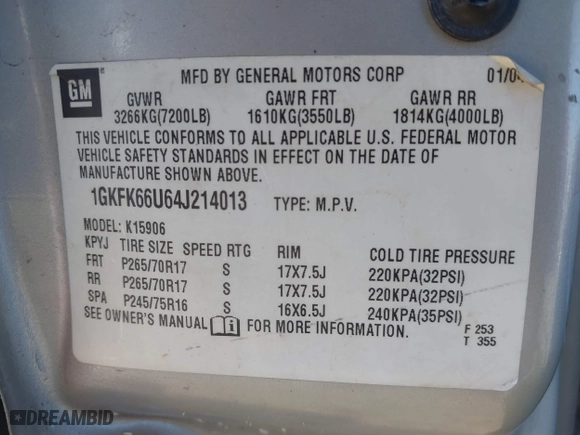 GM
MFD BY GENERAL MOTORS CORP 01/04
GVWR GAWR FRT GAWR RR
3266KG(7200LB) 1610KG(3550LB) 1814KG(4000LB)
THIS VEHICLE CONFORMS TO ALL APPLICABLE U.S. FEDERAL MOTOR
VEHICLE SAFETY STANDARDS IN EFFECT ON THE DATE OF
MANUFACTURE SHOWN ABOVE.
1GKFK66U64J214013 TYPE: M.P.V.
MODEL: K15906
KPYJ TIRE SIZE SPEED RTG RIM COLD TIRE PRESSURE
FRT P265/70R17 S 17X7.5J 220KPA(32PSI)
RR P265/70R17 S 17X7.5J 220KPA(32PSI)
SPA P245/75R16 S 16X6.5J 240KPA(35PSI)
SEE OWNER'S MANUAL FOR MORE INFORMATION.
F 253
T 355
DREAMBID